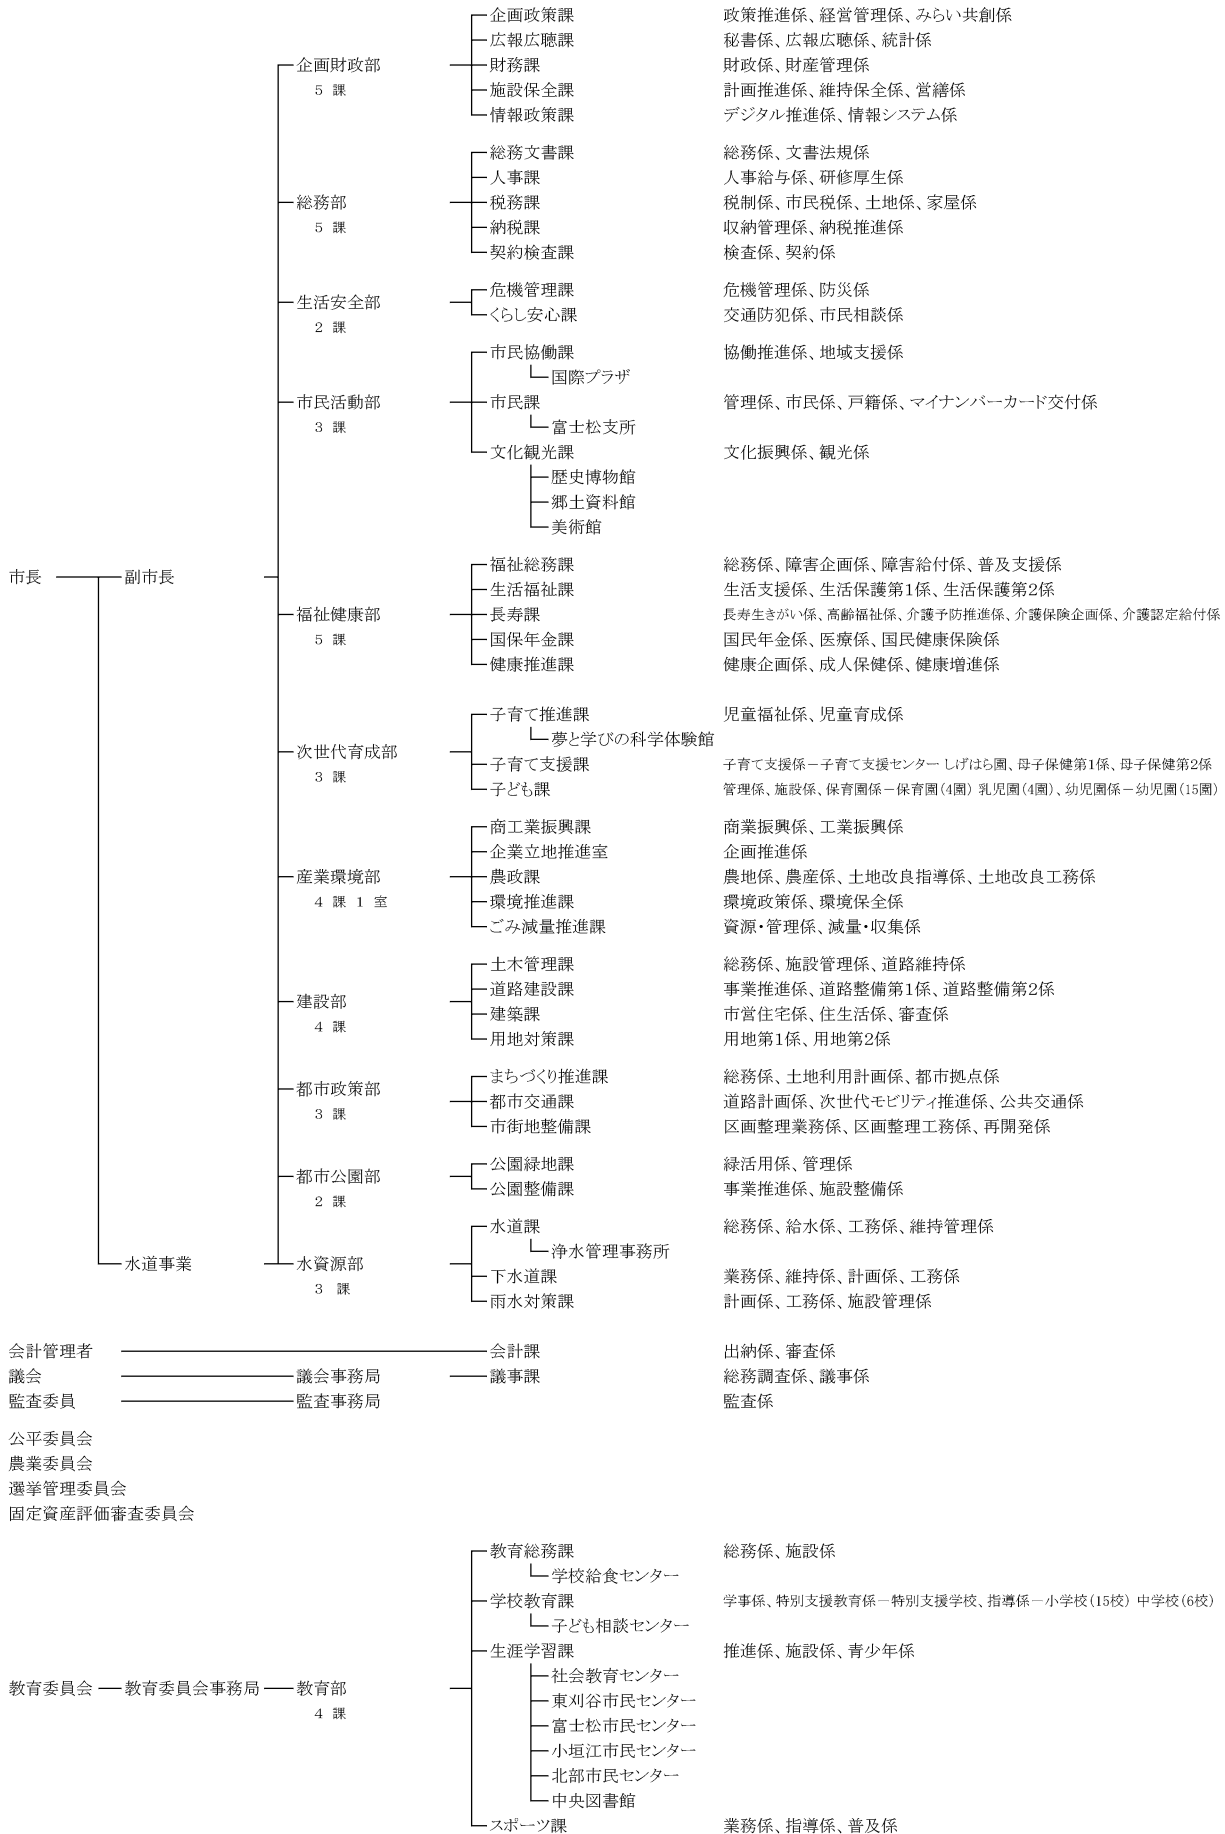 企画政策課 政策推進係、経営管理係、みらい共創係
広報広聴課 秘書係、広報広聴係、統計係
企画財政部 財務課 財政係、財産管理係
5 課 施設保全課 計画推進係、維持保全係、営繕係
情報政策課 デジタル推進係、情報システム係
総務文書課 総務係、文書法規係
人事課 人事給与係、研修厚生係
総務部 税務課 税制係、市民税係、土地係、家屋係
5 課 納税課 収納管理係、納税推進係
契約検査課 検査係、契約係
危機管理課 危機管理係、防災係
生活安全部
くらし安心課 交通防犯係、市民相談係
2 課
市民協働課 協働推進係、地域支援係
国際プラザ
市民活動部 市民課 管理係、市民係、戸籍係、マイナンバーカード交付係
3 課 富士松支所
文化観光課 文化振興係、観光係
歴史博物館
郷土資料館
美術館
福祉総務課 総務係、障害企画係、障害給付係、普及支援係
市長 副市長
生活福祉課 生活支援係、生活保護第1係、生活保護第2係
福祉健康部 長寿課 長寿生きがい係、高齢福祉係、介護予防推進係、介護保険企画係、介護認定給付係
5 課 国保年金課 国民年金係、医療係、国民健康保険係
健康推進課 健康企画係、成人保健係、健康増進係
子育て推進課 児童福祉係、児童育成係
夢と学びの科学体験館
次世代育成部
子育て支援課 子育て支援係－子育て支援センター しげはら園、母子保健第1係、母子保健第2係
3 課
子ども課 管理係、施設係、保育園係－保育園(4園) 乳児園(4園)、幼児園係－幼児園(15園)
商工業振興課 商業振興係、工業振興係
企業立地推進室 企画推進係
産業環境部 農政課 農地係、農産係、土地改良指導係、土地改良工務係
4 課 1 室 環境推進課 環境政策係、環境保全係
ごみ減量推進課 資源・管理係、減量・収集係
土木管理課 総務係、施設管理係、道路維持係
道路建設課 事業推進係、道路整備第1係、道路整備第2係
建設部
建築課 市営住宅係、住生活係、審査係
4 課
用地対策課 用地第1係、用地第2係
まちづくり推進課 総務係、土地利用計画係、都市拠点係
都市政策部
都市交通課 道路計画係、次世代モビリティ推進係、公共交通係
3 課
市街地整備課 区画整理業務係、区画整理工務係、再開発係
公園緑地課 緑活用係、管理係
都市公園部
公園整備課 事業推進係、施設整備係
2 課
水道課 総務係、給水係、工務係、維持管理係
浄水管理事務所
水道事業 水資源部
下水道課 業務係、維持係、計画係、工務係
3 課
雨水対策課 計画係、工務係、施設管理係
会計管理者 会計課 出納係、審査係
議会 議会事務局 議事課 総務調査係、議事係
監査委員 監査事務局 監査係
公平委員会
農業委員会
選挙管理委員会
固定資産評価審査委員会
教育総務課 総務係、施設係
学校給食センター
学校教育課 学事係、特別支援教育係－特別支援学校、指導係－小学校(15校) 中学校(6校)
子ども相談センター
生涯学習課 推進係、施設係、青少年係
社会教育センター
教育委員会 教育委員会事務局 教育部
東刈谷市民センター
4 課
富士松市民センター
小垣江市民センター
北部市民センター
中央図書館
スポーツ課 業務係、指導係、普及係